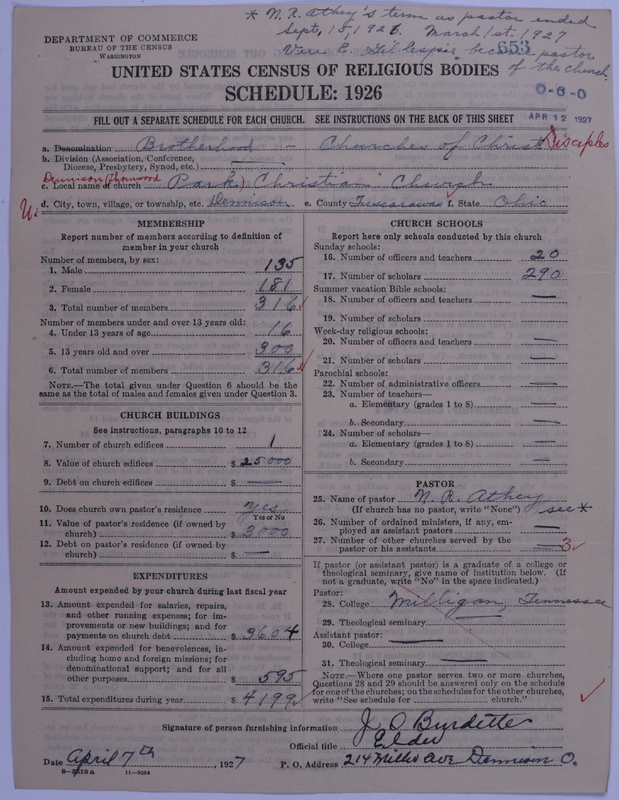 * N. R. Athey's term as pastor ended
Sept, 15, 1926. March 1st. 1927
E. Gillespie became pastor
of the church.
653
DEPARTMENT OF COMMERCE
BUREAU OF THE CENSUS
WASHINGTON
UNITED STATES CENSUS OF RELIGIOUS BODIES
SCHEDULE: 1926
0-6-0
FILL OUT A SEPARATE SCHEDULE FOR EACH CHURCH. SEE INSTRUCTIONS ON THE BACK OF THIS SHEET
APR 12 1927
a. Denomination Brotherhood - Churches of Christ Disciples
b. Division (Association, Conference,
Diocese, Presbytery, Synod, etc.) —
Dennison
c. Local name of church Park Christian Church
d. City, town, village, or township, etc. Dennison e. County Tuscarawas f. State Ohio
MEMBERSHIP
Report number of members according to definition of
member in your church
Number of members, by sex:
1. Male 135
2. Female 181
3. Total number of members 316
Number of members under and over 13 years old:
4. Under 13 years of age 16
5. 13 years old and over 300
6. Total number of members 316
NOTE.—The total given under Question 6 should be the
same as the total of males and females given under Question 3.
CHURCH BUILDINGS
See instructions, paragraphs 10 to 12
7. Number of church edifices 1
8. Value of church edifices $ 25000
9. Debt on church edifices $ —
10. Does church own pastor's residence yes
Yes or No
11. Value of pastor's residence (if owned by
church) $ 3000
12. Debt on pastor's residence (if owned by
church) $ —
EXPENDITURES
Amount expended by your church during last fiscal year
13. Amount expended for salaries, repairs,
and other running expenses; for im-
provements or new buildings; and for
payments on church debt $ 3604
14. Amount expended for benevolences, in-
cluding home and foreign missions; for
denominational support; and for all
other purposes $ 595
15. Total expenditures during year $ 4199
CHURCH SCHOOLS
Report here only schools conducted by this church
Sunday schools:
16. Number of officers and teachers 20
17. Number of scholars 290
Summer vacation Bible schools:
18. Number of officers and teachers —
19. Number of scholars
Week-day religious schools:
20. Number of officers and teachers —
21. Number of scholars —
Parochial schools:
22. Number of administrative officers —
23. Number of teachers—
a. Elementary (grades 1 to 8) —
b. Secondary —
24. Number of scholars—
a. Elementary (grades 1 to 8) —
b. Secondary —
PASTOR
25. Name of pastor N. R. Athey
(If church has no pastor, write "None") see *
26. Number of ordained ministers, if any, em-
ployed as assistant pastors —
27. Number of other churches served by the
pastor or his assistants — 3
If pastor (or assistant pastor) is a graduate of a college or
theological seminary, give name of institution below. (If
not a graduate, write "No" in the space indicated.)
Pastor:
28. College Milligan, Tennessee
29. Theological seminary —
Assistant pastor:
30. College —
31. Theological seminary —
NOTE.—Where one pastor serves two or more churches,
Questions 28 and 29 should be answered only on the schedule
for one of the churches; on the schedules for the other churches,
write "See schedule for church."
Signature of person furnishing information J. O. Burdette
Official title Elder
Date April 7th, 1927 P. O. Address 214 Miller Ave Dennison O.
8-3518a 11-9034